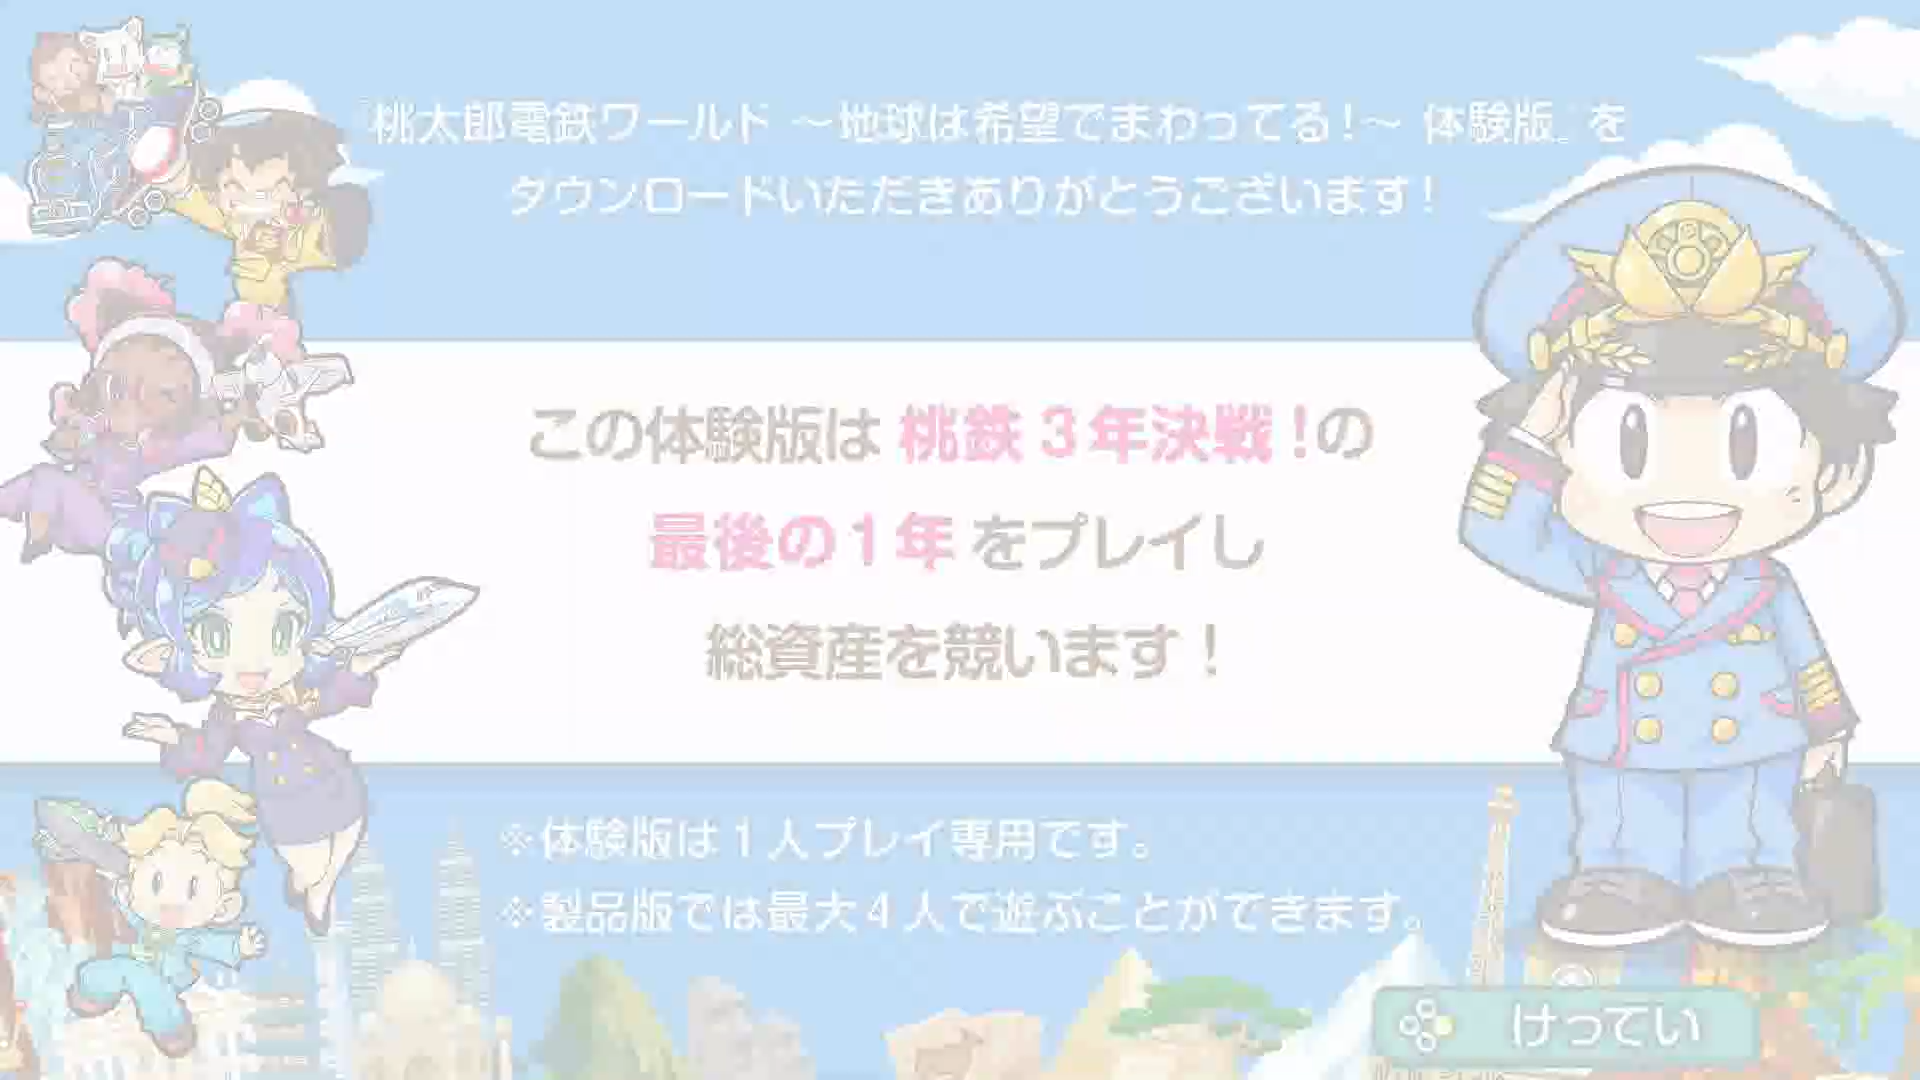 『桃太郎電鉄ワールド ～地球は希望でまわってる！～ 体験版』を
ダウンロードいただきありがとうございます！
この体験版は 桃鉄３年決戦！の
最後の１年 をプレイし
総資産を競います！
※体験版は１人プレイ専用です。
※製品版では最大４人で遊ぶことができます。
けってい